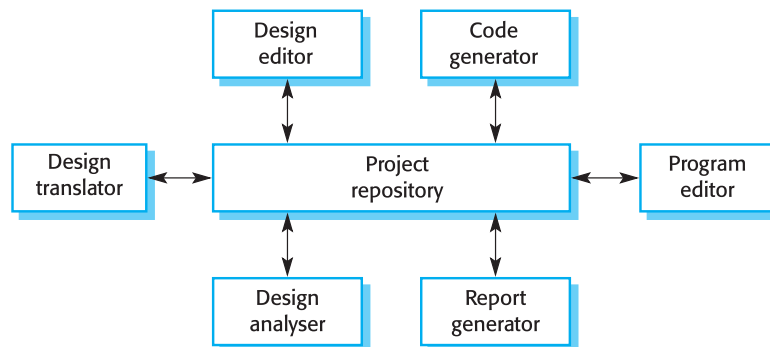 Design
editor
Code
generator
Design
translator
Project
repository
Program
editor
Design
analyser
Report
generator